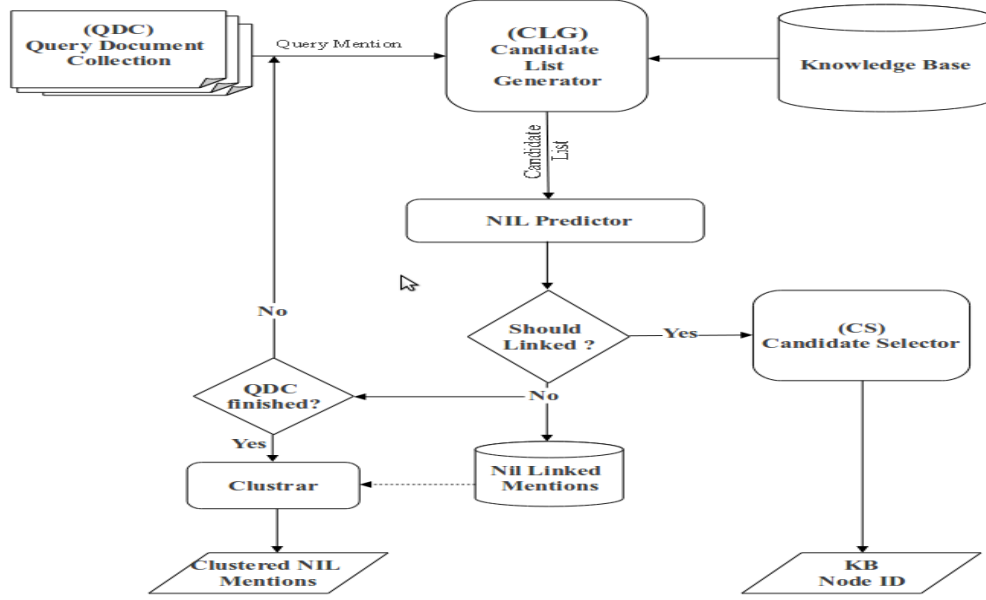 (QDC)
Query Document
Collection
Query Mention
(CLG)
Candidate
List
Generator
Knowledge Base
Candidate
List
NIL Predictor
No
Should
Linked ?
Yes
(CS)
Candidate Selector
QDC
finished?
No
Yes
Clustrar
Nil Linked
Mentions
Clustered NIL
Mentions
KB
Node ID